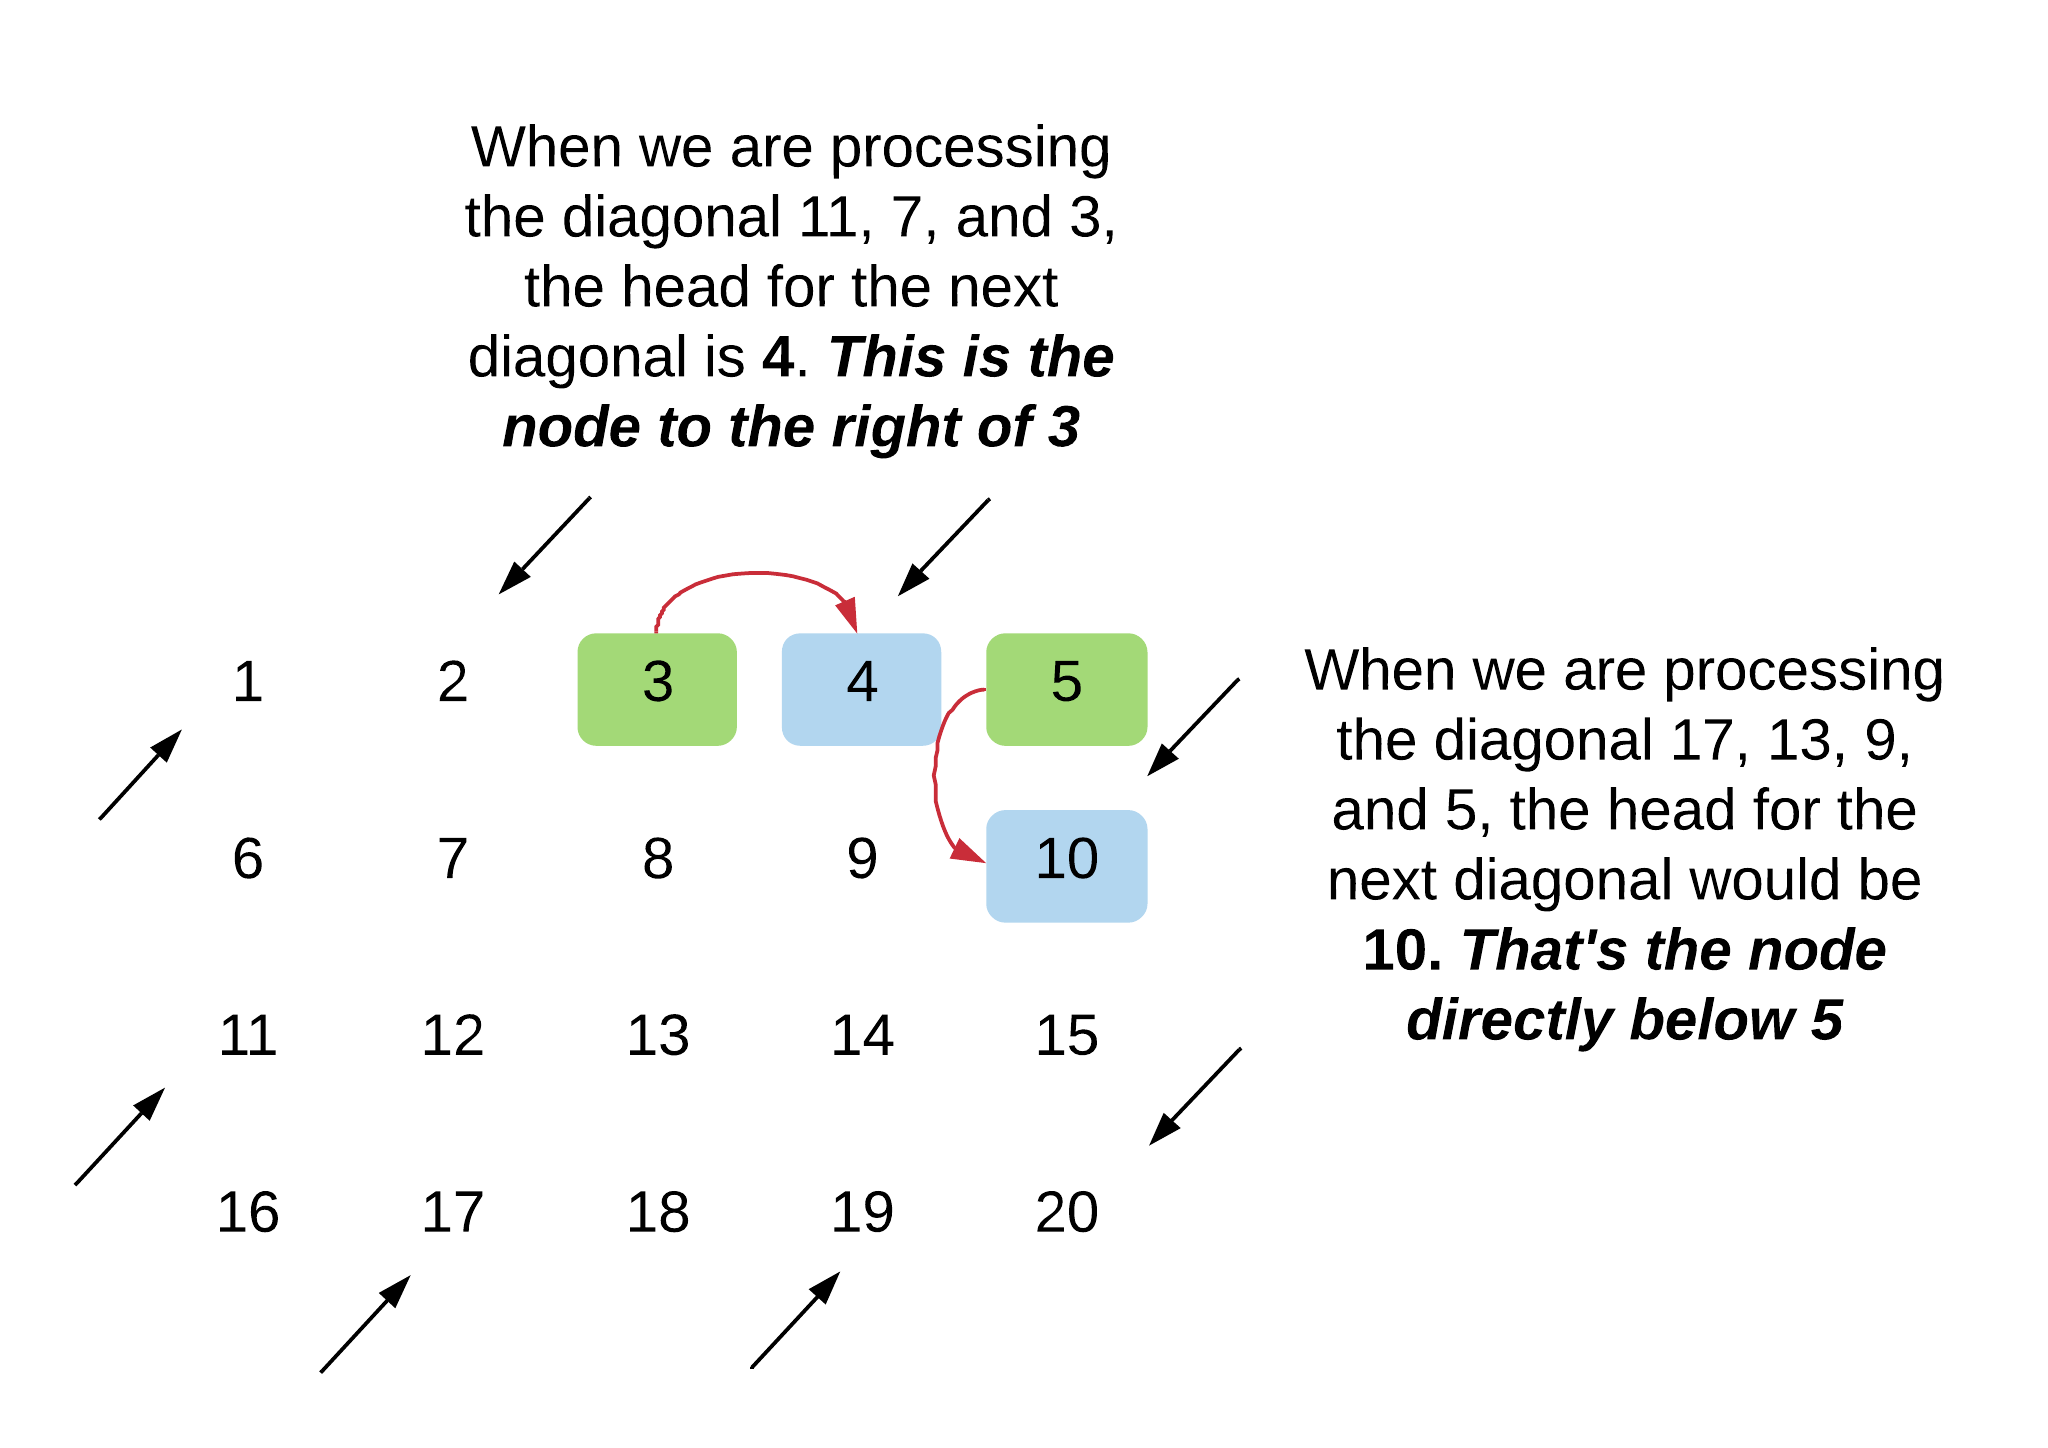 When we are processing
the diagonal 11, 7, and 3,
the head for the next
diagonal is 4. This is the
node to the right of 3
1 2 3 4 5
6 7 8 9 10
11 12 13 14 15
16 17 18 19 20
When we are processing
the diagonal 17, 13, 9,
and 5, the head for the
next diagonal would be
10. That's the node
directly below 5